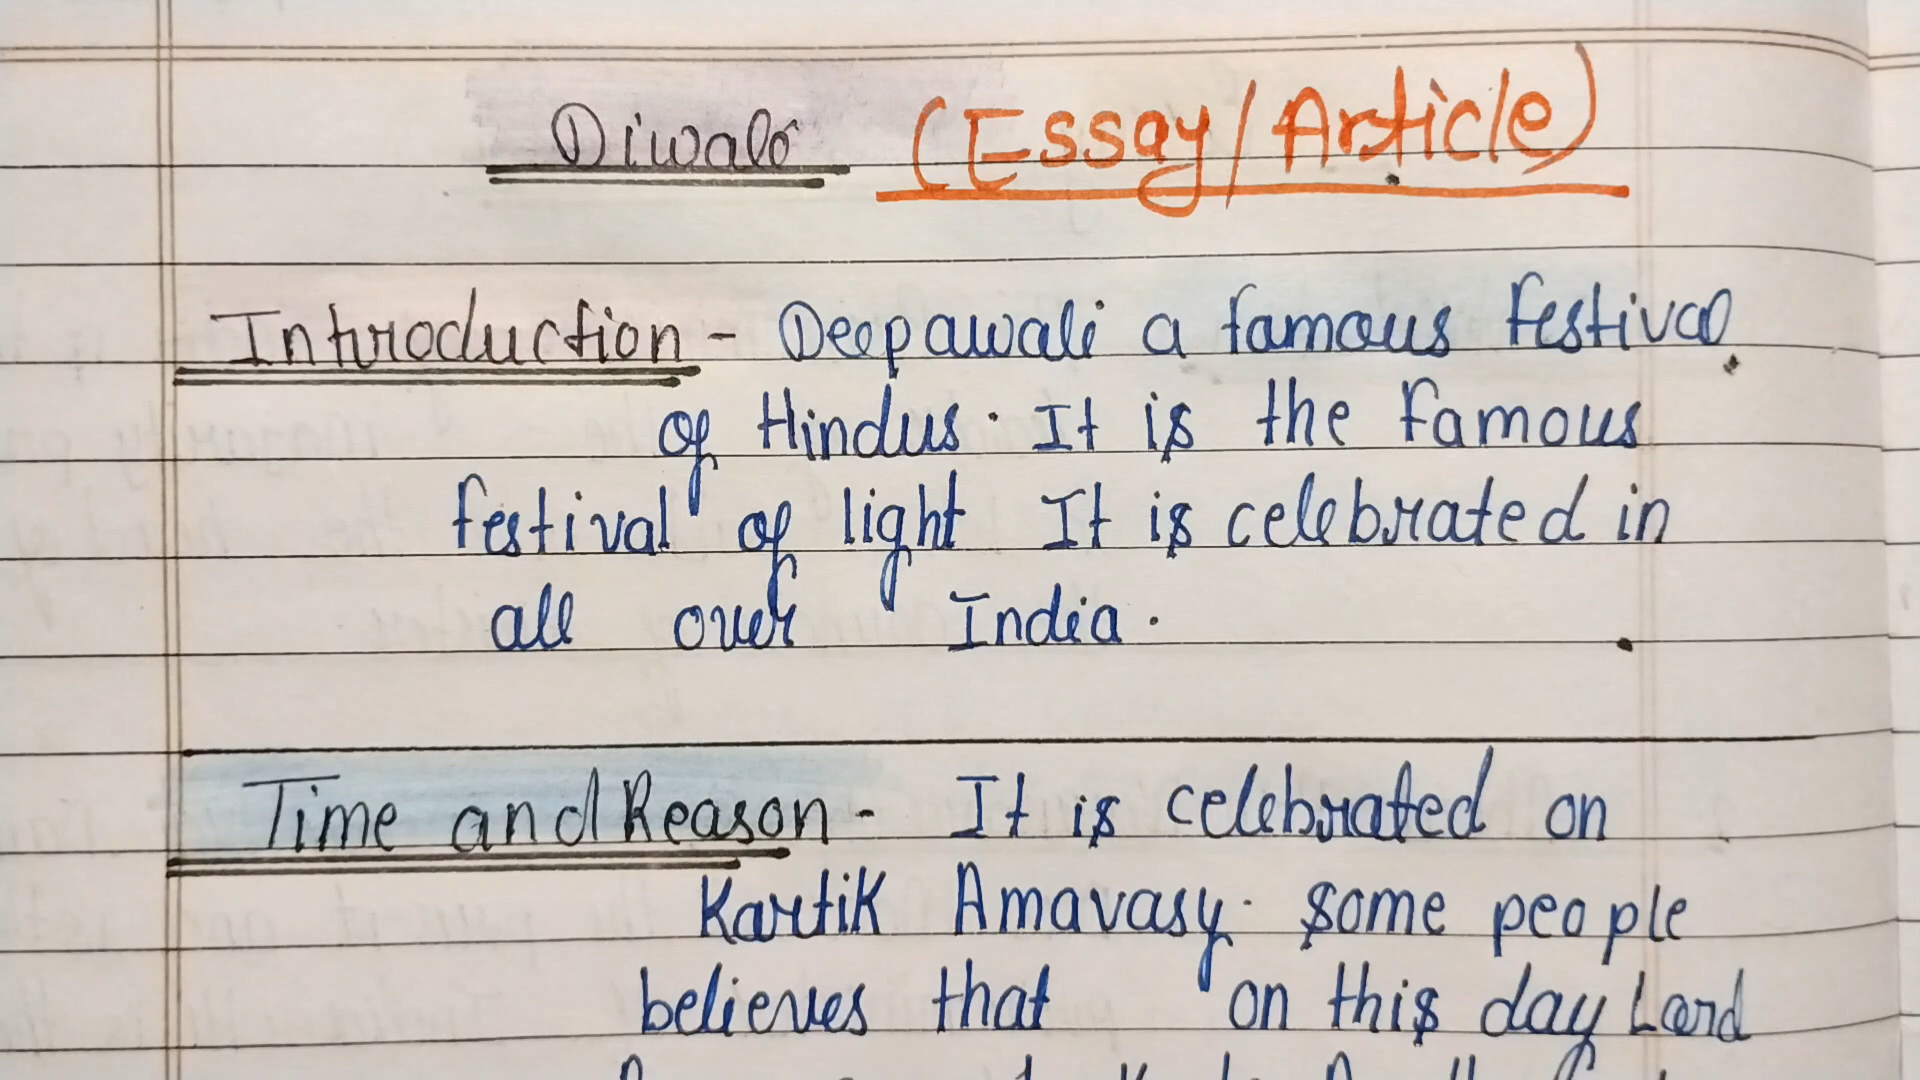 Diwali (Essay/Article)
Introduction - Deepawali a famous festival
of Hindus. It is the famous
festival of light It is celebrated in
all over India.
Time and Reason - It is celebrated on
Kartik Amavasy. Some people
believes that on this day Lord